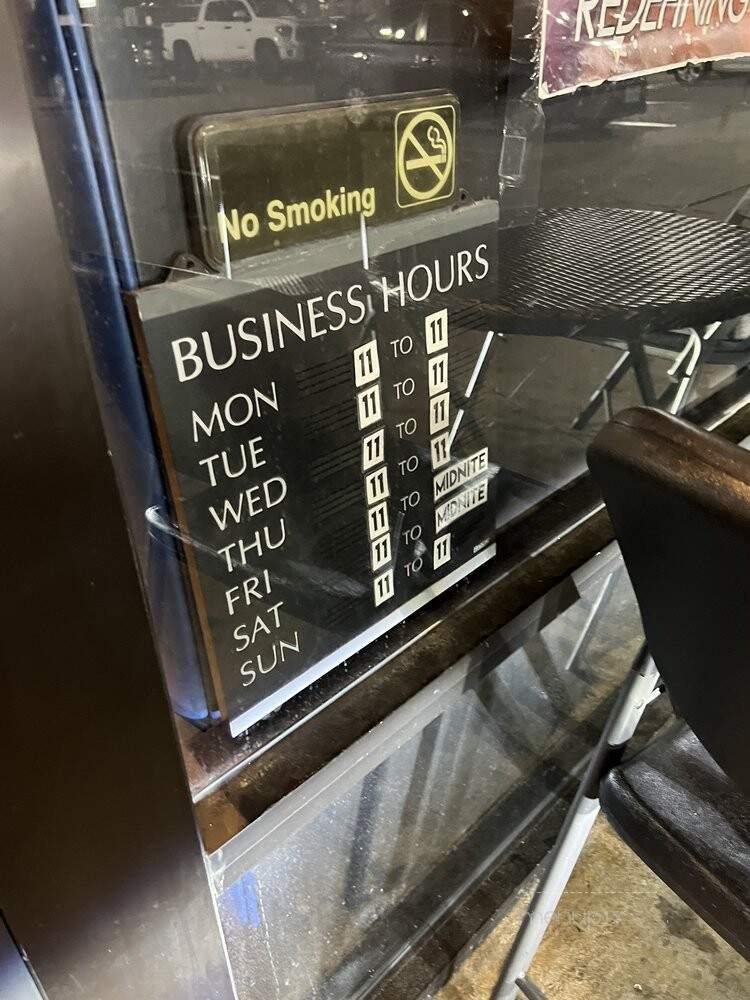 REDEFINING
No Smoking
BUSINESS HOURS
MON 11 TO 11
TUE 11 TO 11
WED 11 TO 11
THU 11 TO 11
FRI 11 TO MIDNITE
SAT 11 TO MIDNITE
SUN 11 TO 11